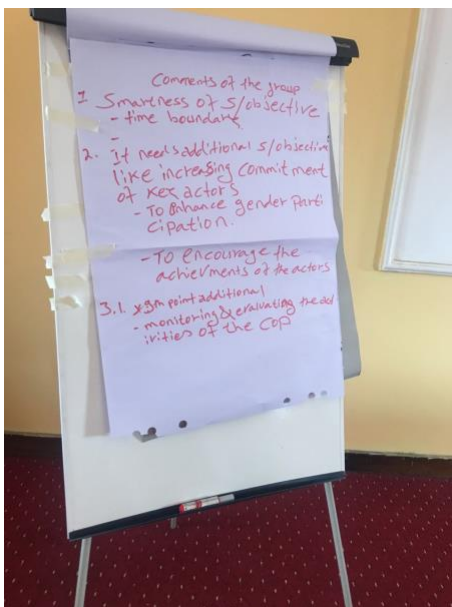 Comments of the group
I Smartness of s/objective
- time boundary
-
2. It needs additional s/objective
like increasing commitment
of key actors
- To enhance gender parti
cipation.
- To encourage the
achievments of the actors
3.1. point additional
- monitoring & evaluating the
ivities of the COP